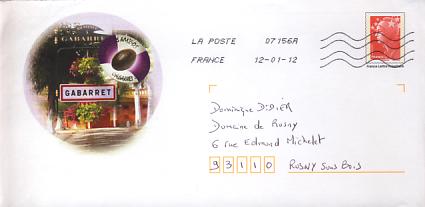 GABARRET
GABARRET
LA POSTE 07156A
FRANCE 12-01-12
Dominique DIDIER
Domaine de Rosny
6 rue Edmond Michelet
93110 ROSNY SOUS BOIS